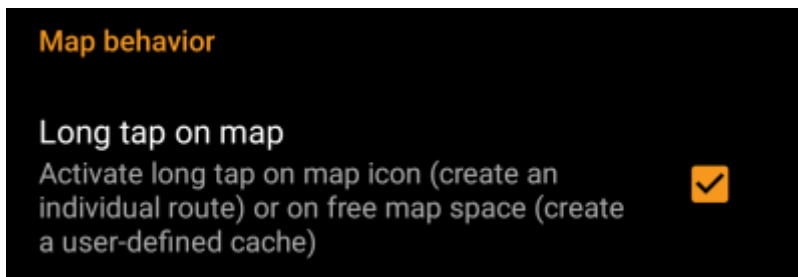 Map behavior
Long tap on map
Activate long tap on map icon (create an
individual route) or on free map space (create
a user-defined cache)